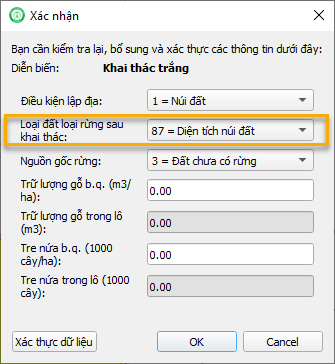 Xác nhận
Bạn cần kiểm tra lại, bổ sung và xác thực các thông tin dưới đây:
Diễn biến: Khai thác trắng
Điều kiện lập địa: 1 = Núi đất
Loại đất loại rừng sau
khai thác: 87 = Diện tích núi đất
Nguồn gốc rừng: 3 = Đất chưa có rừng
Trữ lượng gỗ b.q. (m3/
ha): 0.00
Trữ lượng gỗ trong lô
(m3): 0.00
Tre nứa b.q. (1000
cây/ha): 0.00
Tre nứa trong lô (1000
cây): 0.00
Xác thực dữ liệu OK Cancel